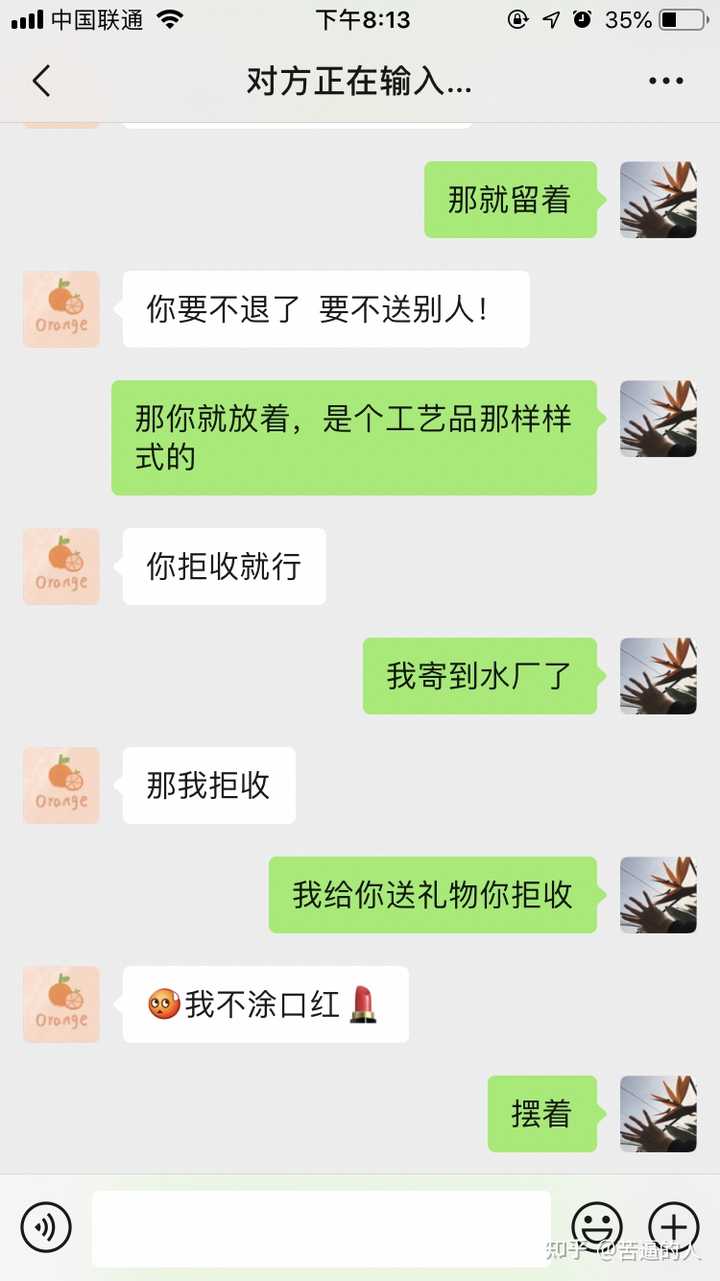 中国联通
下午8:13
35%
对方正在输入...
那就留着
Orange
你要不退了 要不送别人!
那你就放着，是个工艺品那样样
式的
Orange
你拒收就行
我寄到水厂了
Orange
那我拒收
我给你送礼物你拒收
Orange
我不涂口红
摆着
知乎 @苦逼的人